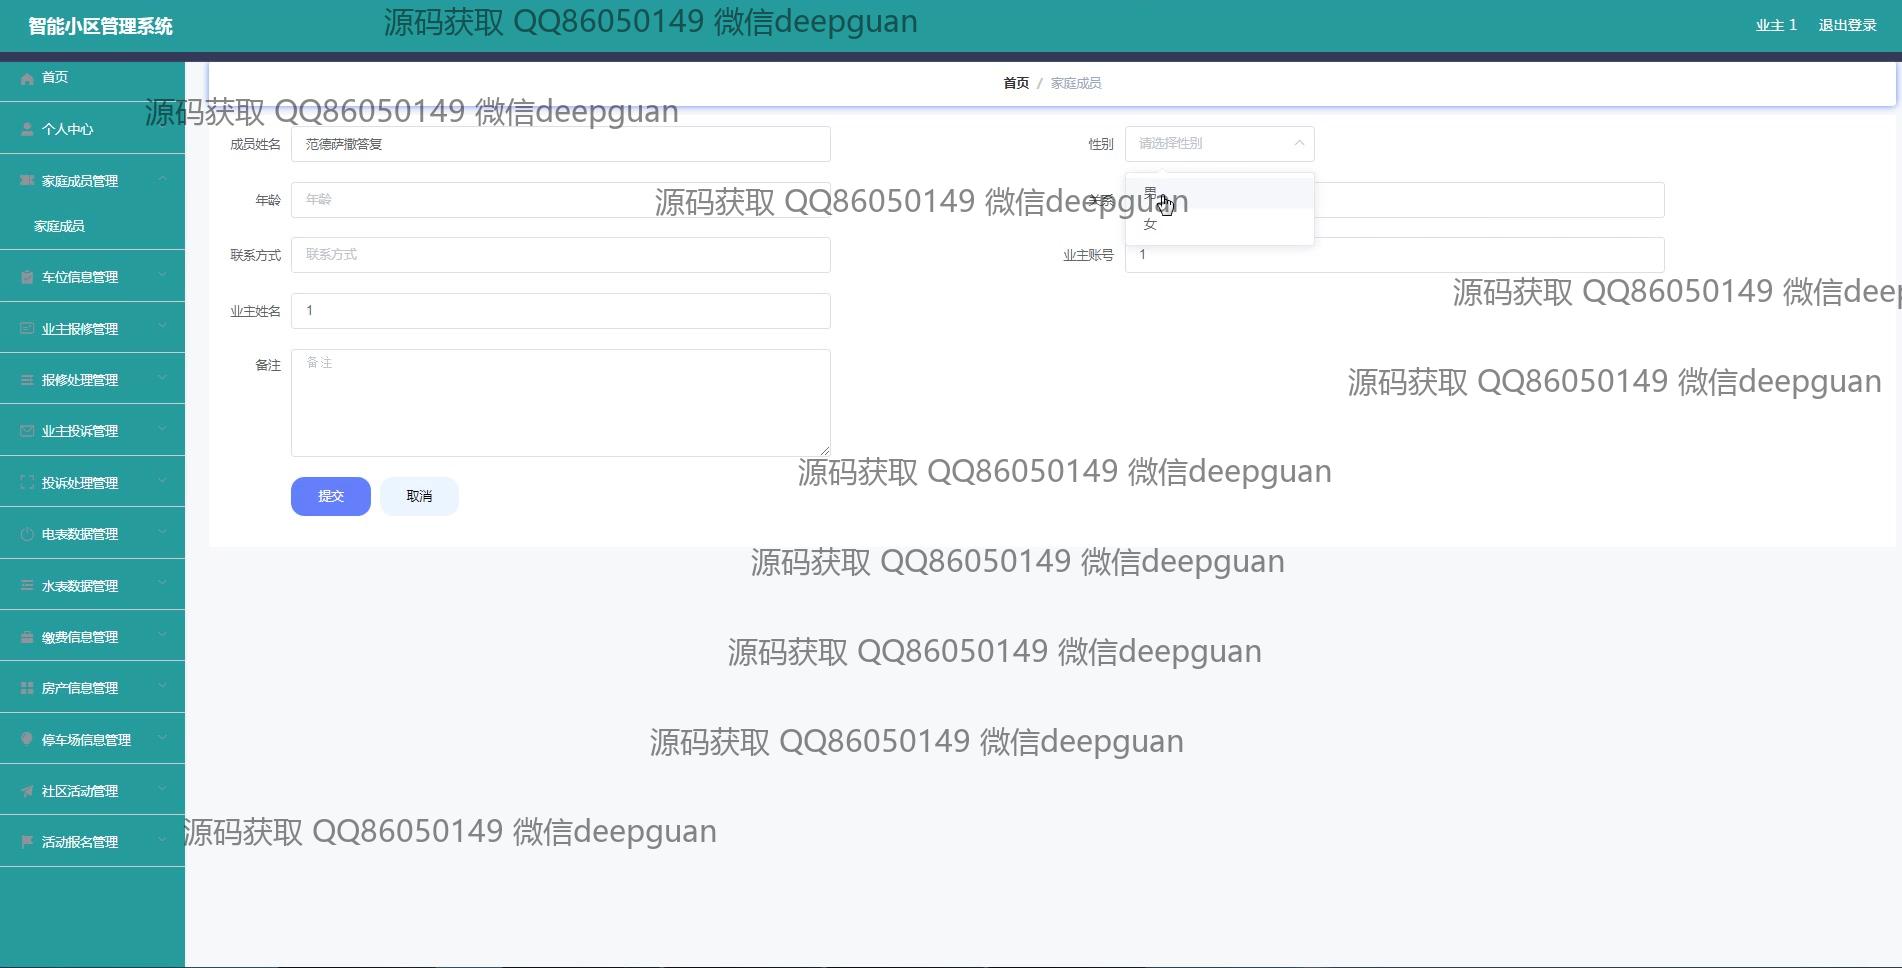 智能小区管理系统
源码获取 QQ86050149 微信deepguan
业主 1 退出登录
首页
首页 / 家庭成员
源码获取 QQ86050149 微信deepguan
个人中心
成员姓名 范德萨撒答复
性别 请选择性别
家庭成员管理
年龄 年龄
源码获取 QQ86050149 微信deepguan
关系
男
女
家庭成员
联系方式 联系方式
业主账号 1
车位信息管理
源码获取 QQ86050149 微信deep
业主姓名 1
业主报修管理
备注 备注
报修处理管理
源码获取 QQ86050149 微信deepguan
业主投诉管理
源码获取 QQ86050149 微信deepguan
投诉处理管理
提交 取消
电表数据管理
源码获取 QQ86050149 微信deepguan
水表数据管理
缴费信息管理
源码获取 QQ86050149 微信deepguan
房产信息管理
停车场信息管理
源码获取 QQ86050149 微信deepguan
社区活动管理
源码获取 QQ86050149 微信deepguan
活动报名管理